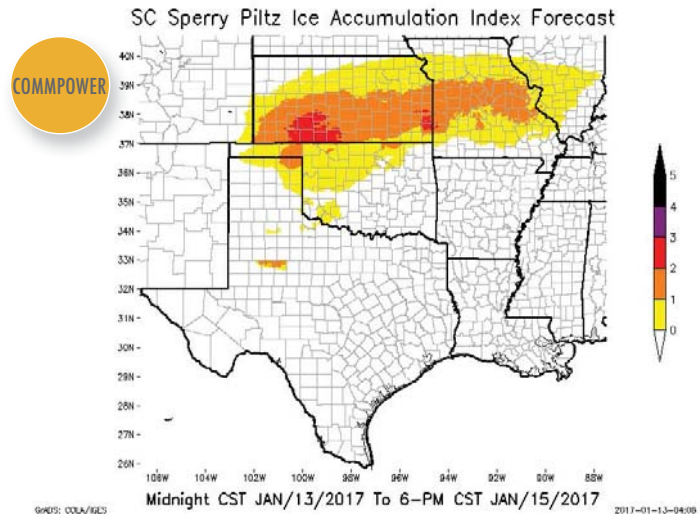 SC Sperry Piltz Ice Accumulation Index Forecast
COMMPOWER
40N
39N
38N
37N
36N
35N
34N
33N
32N
31N
30N
29N
28N
27N
26N
106W 104W 102W 100W 98W 96W 94W 92W 90W 88W
5
4
3
2
1
0
Midnight CST JAN/13/2017 To 6-PM CST JAN/15/2017
GrADS: COLA/IGES
2017-01-13-04:08